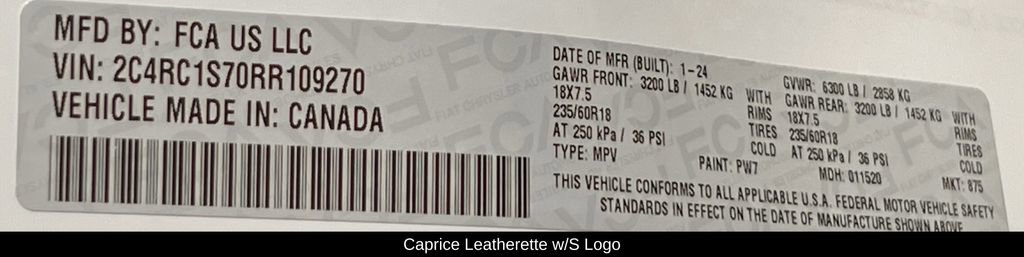 MFD BY: FCA US LLC
VIN: 2C4RC1S70RR109270
VEHICLE MADE IN: CANADA
DATE OF MFR (BUILT): 1-24
GVWR: 6300 LB / 2858 KG
GAWR FRONT: 3200 LB / 1452 KG WITH
18X7.5 RIMS
235/60R18 TIRES
AT 250 kPa / 36 PSI COLD
GAWR REAR: 3200 LB / 1452 KG WITH
18X7.5 RIMS
235/60R18 TIRES
AT 250 kPa / 36 PSI COLD
TYPE: MPV
PAINT: PW7
MDH: 011520
MKT: 875
THIS VEHICLE CONFORMS TO ALL APPLICABLE U.S.A. FEDERAL MOTOR VEHICLE SAFETY
STANDARDS IN EFFECT ON THE DATE OF MANUFACTURE SHOWN ABOVE
Caprice Leatherette w/S Logo